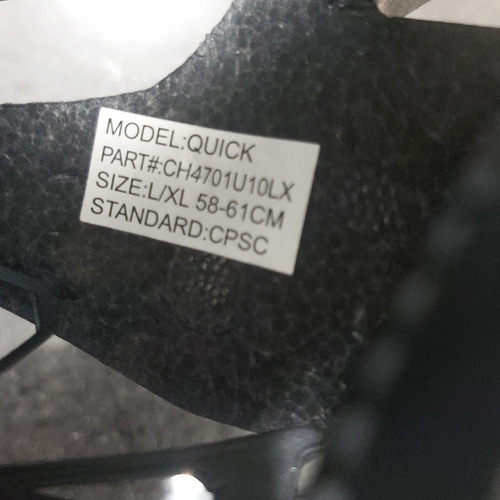 MODEL:QUICK
PART#:CH4701U10LX
SIZE:L/XL 58-61CM
STANDARD:CPSC